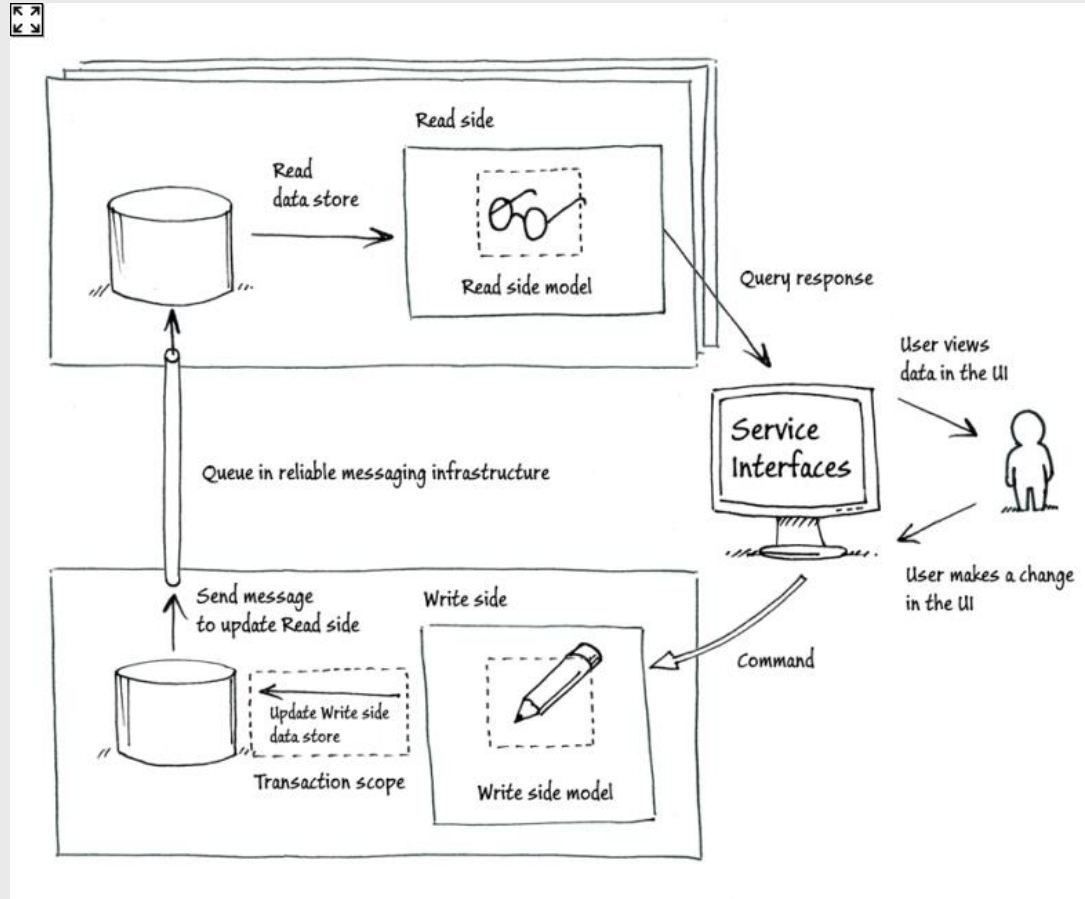 Read side
Read
data store
Read side model
Query response
User views
data in the UI
Service
Interfaces
Queue in reliable messaging infrastructure
User makes a change
in the UI
Send message
to update Read side
Write side
Command
Update Write side
data store
Transaction scope
Write side model